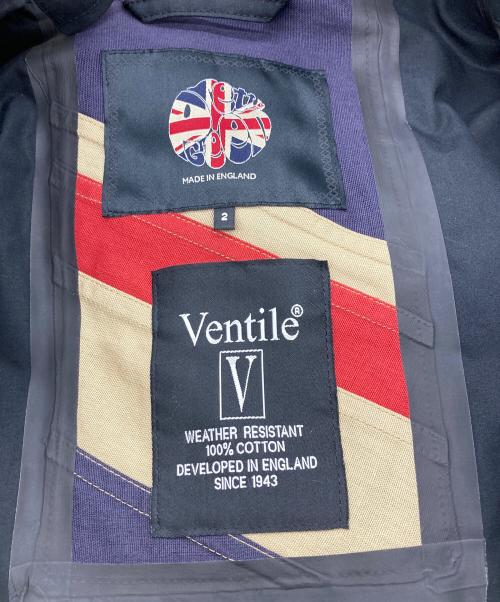 MADE IN ENGLAND
2
Ventile®
V
WEATHER RESISTANT
100% COTTON
DEVELOPED IN ENGLAND
SINCE 1943